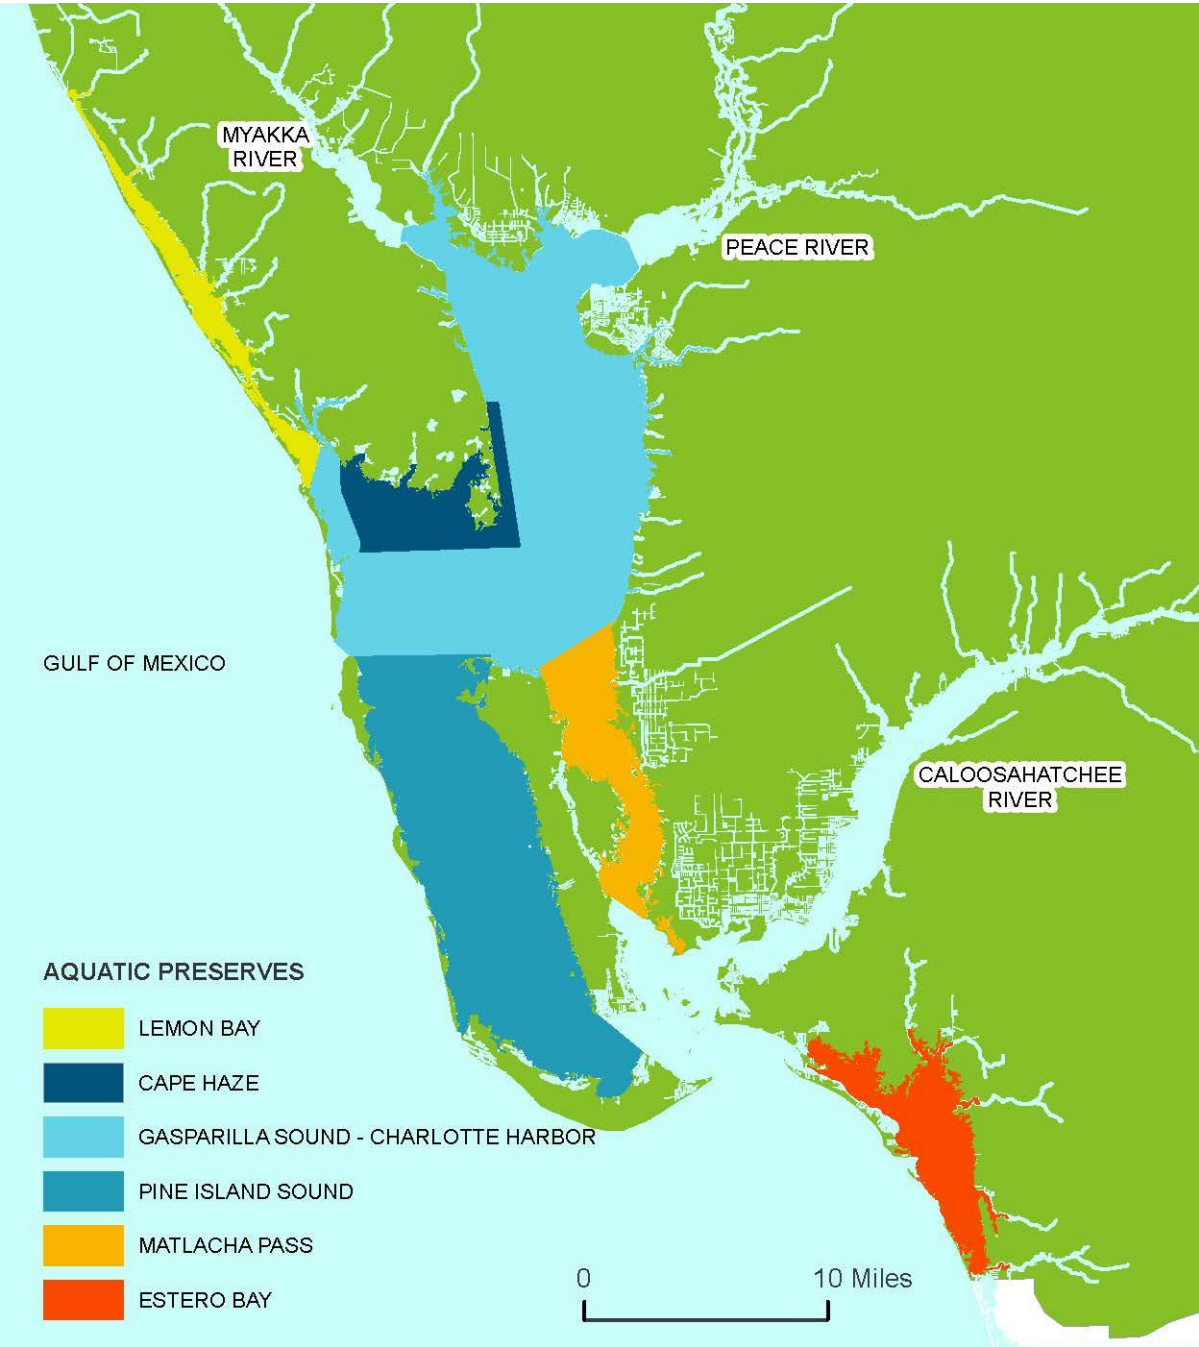 MYAKKA
RIVER
PEACE RIVER
GULF OF MEXICO
CALOOSAHATCHEE
RIVER
AQUATIC PRESERVES
LEMON BAY
CAPE HAZE
GASPARILLA SOUND - CHARLOTTE HARBOR
PINE ISLAND SOUND
MATLACHA PASS
ESTERO BAY
0 10 Miles